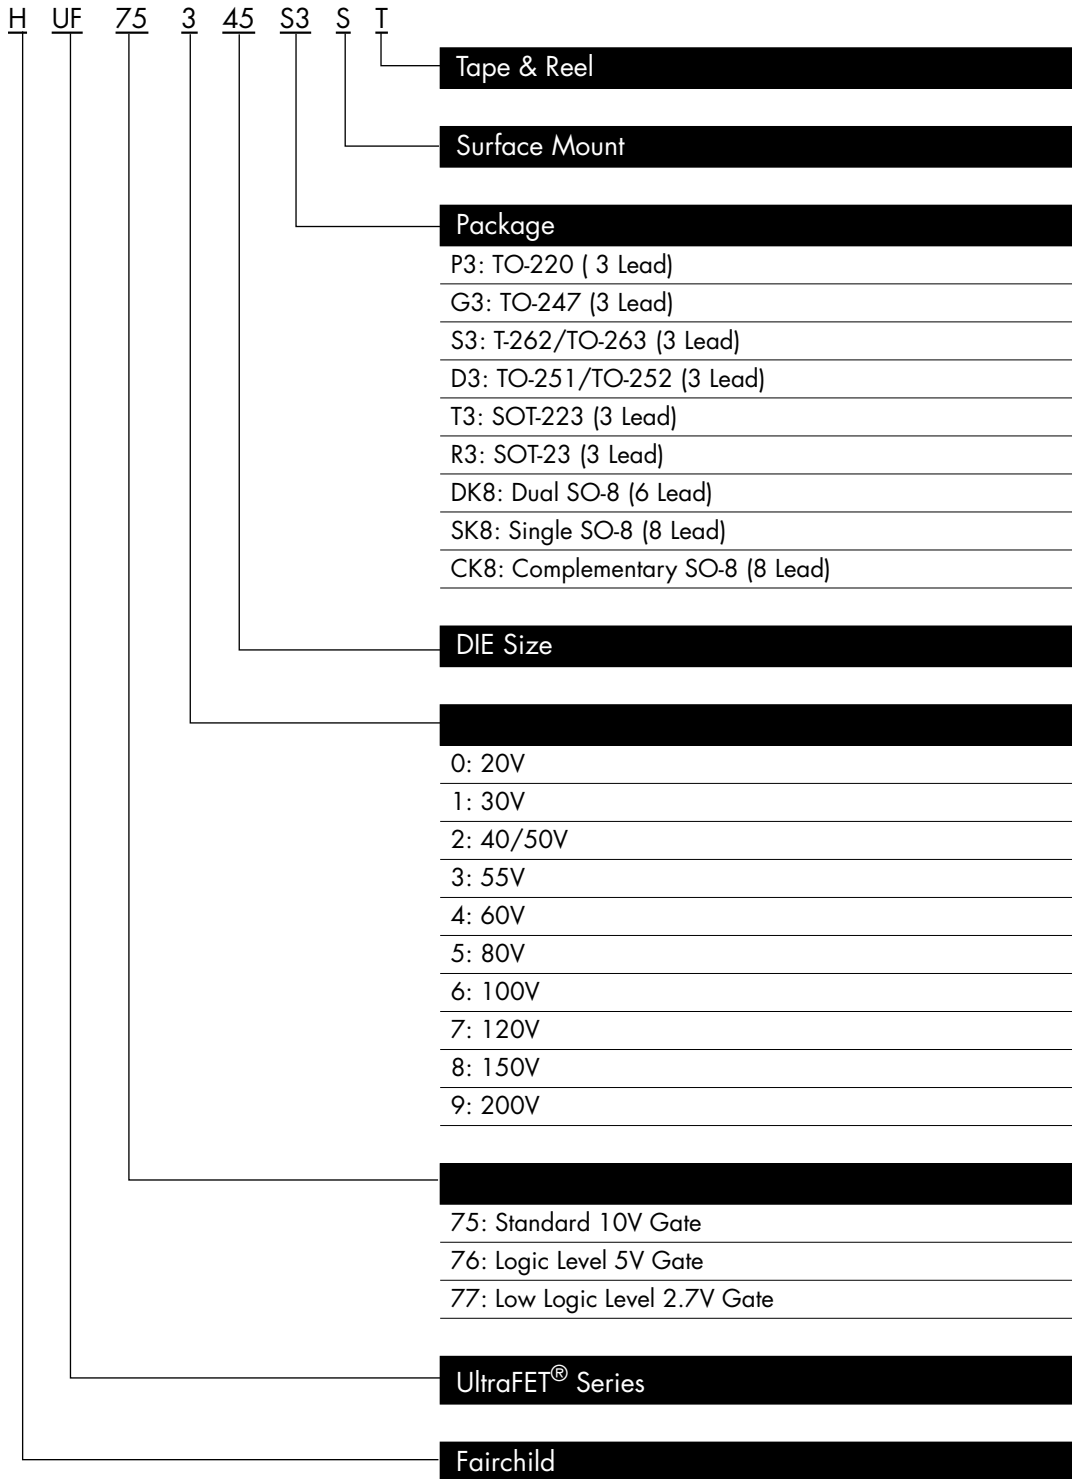 H UF 75 3 45 S3 S T
Tape & Reel
Surface Mount
Package
P3: TO-220 ( 3 Lead)
G3: TO-247 (3 Lead)
S3: T-262/TO-263 (3 Lead)
D3: TO-251/TO-252 (3 Lead)
T3: SOT-223 (3 Lead)
R3: SOT-23 (3 Lead)
DK8: Dual SO-8 (6 Lead)
SK8: Single SO-8 (8 Lead)
CK8: Complementary SO-8 (8 Lead)
DIE Size
0: 20V
1: 30V
2: 40/50V
3: 55V
4: 60V
5: 80V
6: 100V
7: 120V
8: 150V
9: 200V
75: Standard 10V Gate
76: Logic Level 5V Gate
77: Low Logic Level 2.7V Gate
UltraFET® Series
Fairchild